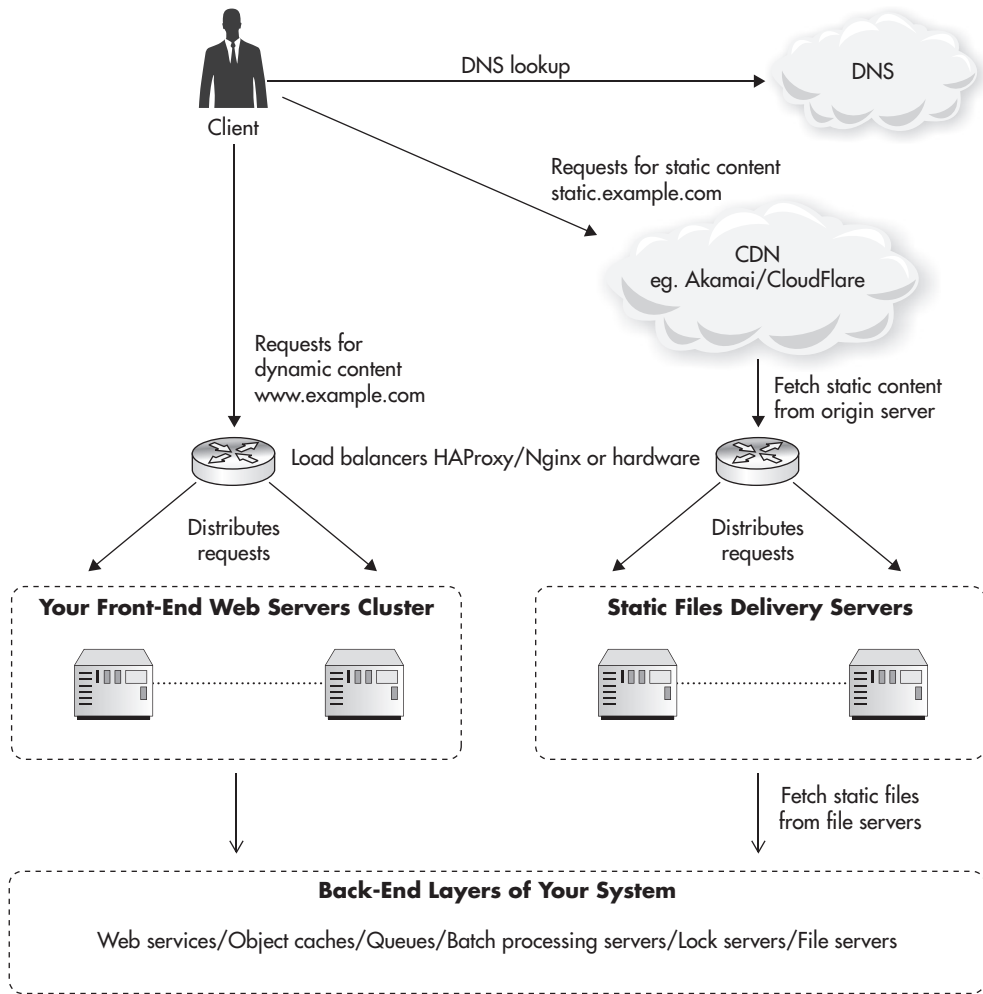 DNS lookup
DNS
Client
Requests for static content
static.example.com
CDN
eg. Akamai/CloudFlare
Requests for
dynamic content
www.example.com
Fetch static content
from origin server
Load balancers HAProxy/Nginx or hardware
Distributes
requests
Distributes
requests
Your Front-End Web Servers Cluster
Static Files Delivery Servers
Fetch static files
from file servers
Back-End Layers of Your System
Web services/Object caches/Queues/Batch processing servers/Lock servers/File servers